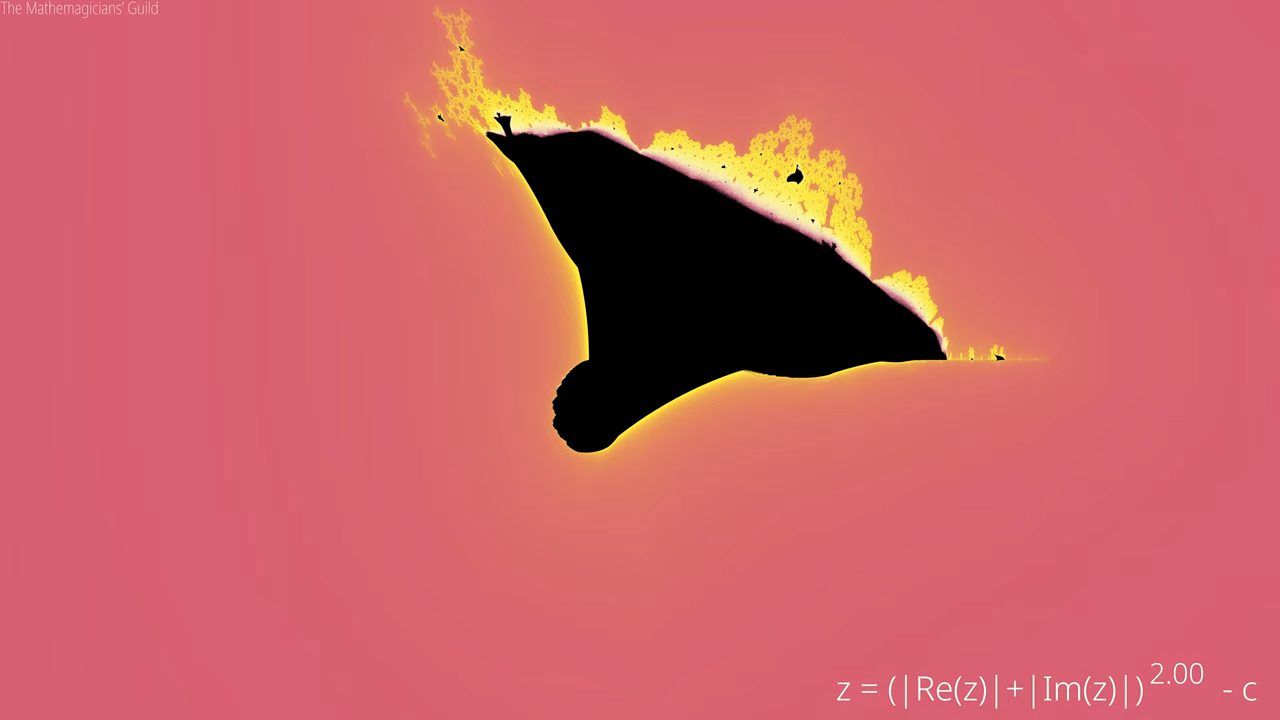 The Mathemagicians' Guild
z = (|Re(z)|+|Im(z)|)^2.00 - c